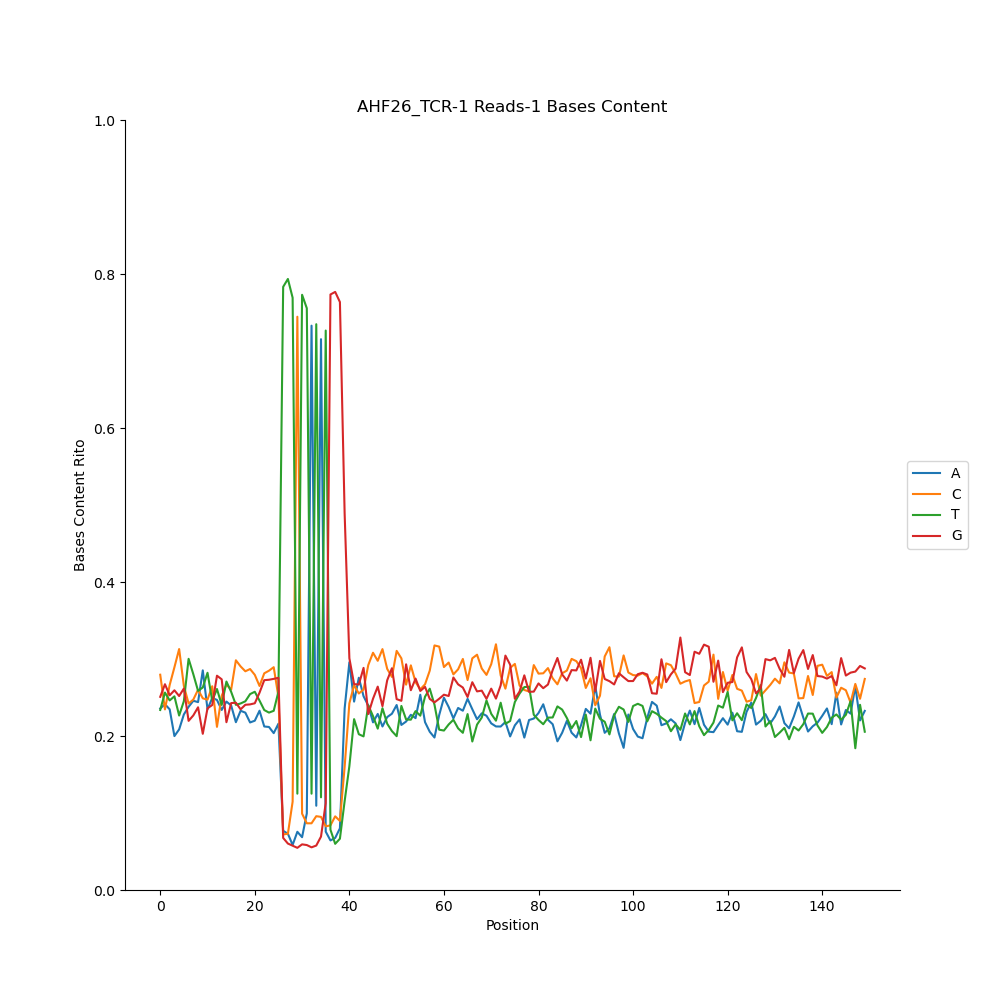 AHF26_TCR-1 Reads-1 Bases Content
1.0
0.8
0.6
0.4
0.2
0.0
Bases Content Rito
0 20 40 60 80 100 120 140
Position
A
C
T
G